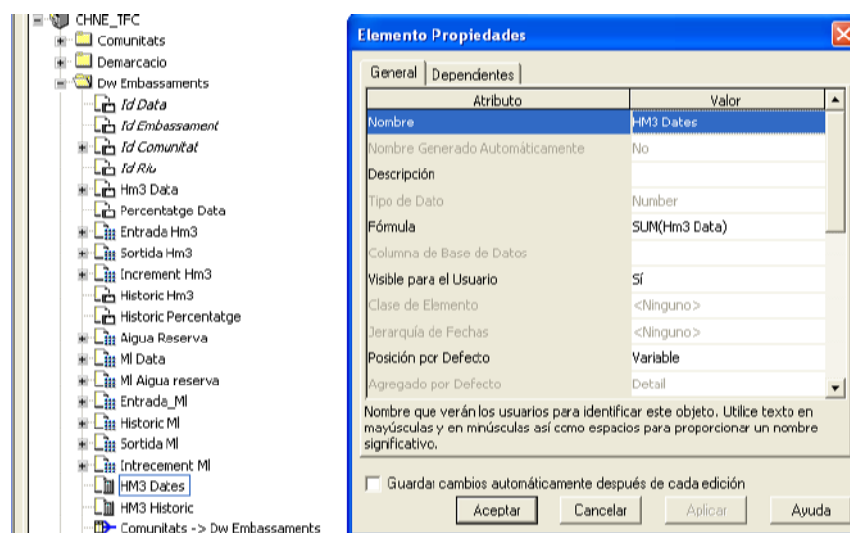 CHNE_TFC
Comunitats
Demarcacio
Dw Embassaments
Id Data
Id Embassament
Id Comunitat
Id Riu
Hm3 Data
Percentatge Data
Entrada Hm3
Sortida Hm3
Increment Hm3
Historic Hm3
Historic Percentatge
Aigua Reserva
Ml Data
Ml Aigua reserva
Entrada_Ml
Historic Ml
Sortida Ml
Intrecement Ml
HM3 Dates
HM3 Historic
Comunitats -> Dw Embassaments
Elemento Propiedades
General Dependientes
Atributo Valor
Nombre HM3 Dates
Nombre Generado Automáticamente No
Descripción
Tipo de Dato Number
Fórmula SUM(Hm3 Data)
Columna de Base de Datos
Visible para el Usuario Sí
Clase de Elemento <Ninguno>
Jerarquía de Fechas <Ninguno>
Posición por Defecto Variable
Agregado por Defecto Detail
Nombre que verán los usuarios para identificar este objeto. Utilice texto en
mayúsculas y en minúsculas así como espacios para proporcionar un nombre
significativo.
Guardar cambios automáticamente después de cada edición
Aceptar Cancelar Aplicar Ayuda